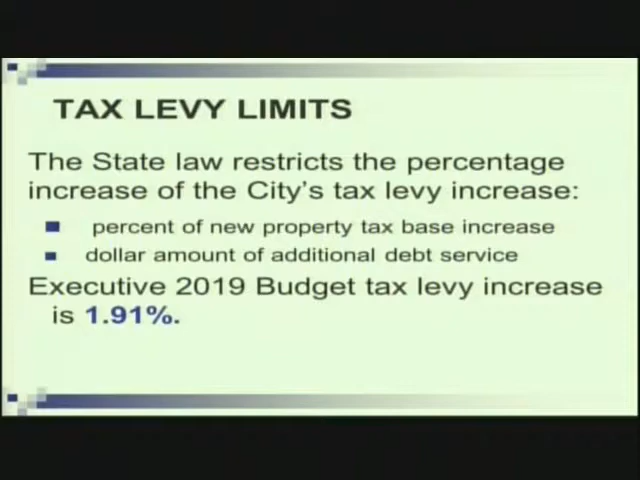 TAX LEVY LIMITS
The State law restricts the percentage
increase of the City's tax levy increase:
percent of new property tax base increase
dollar amount of additional debt service
Executive 2019 Budget tax levy increase
is 1.91%.